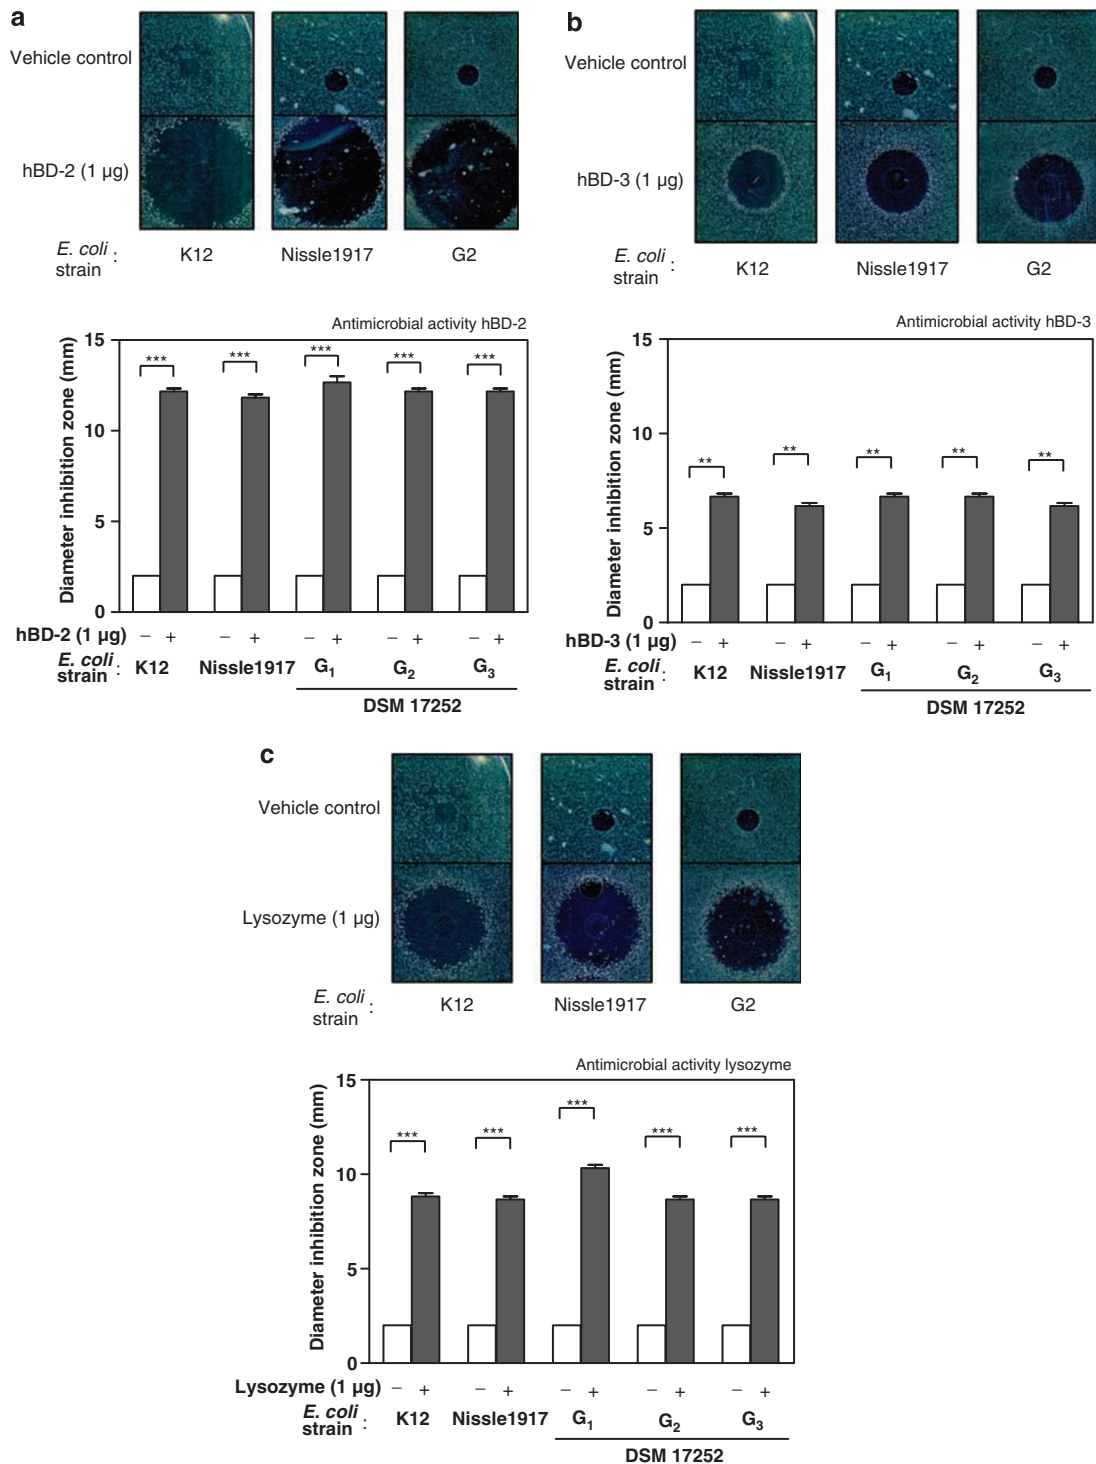 a
Vehicle control
hBD-2 (1 µg)
E. coli
strain :
K12 Nissle1917 G2
Antimicrobial activity hBD-2
Diameter inhibition zone (mm)
15
10
5
0
*** *** *** *** ***
hBD-2 (1 µg) – + – + – + – + – +
E. coli
strain : K12 Nissle1917 G1 G2 G3
DSM 17252
b
Vehicle control
hBD-3 (1 µg)
E. coli
strain :
K12 Nissle1917 G2
Antimicrobial activity hBD-3
Diameter inhibition zone (mm)
15
10
5
0
** ** ** ** **
hBD-3 (1 µg) – + – + – + – + – +
E. coli
strain : K12 Nissle1917 G1 G2 G3
DSM 17252
c
Vehicle control
Lysozyme (1 µg)
E. coli
strain :
K12 Nissle1917 G2
Antimicrobial activity lysozyme
Diameter inhibition zone (mm)
15
10
5
0
*** *** *** *** ***
Lysozyme (1 µg) – + – + – + – + – +
E. coli
strain : K12 Nissle1917 G1 G2 G3
DSM 17252